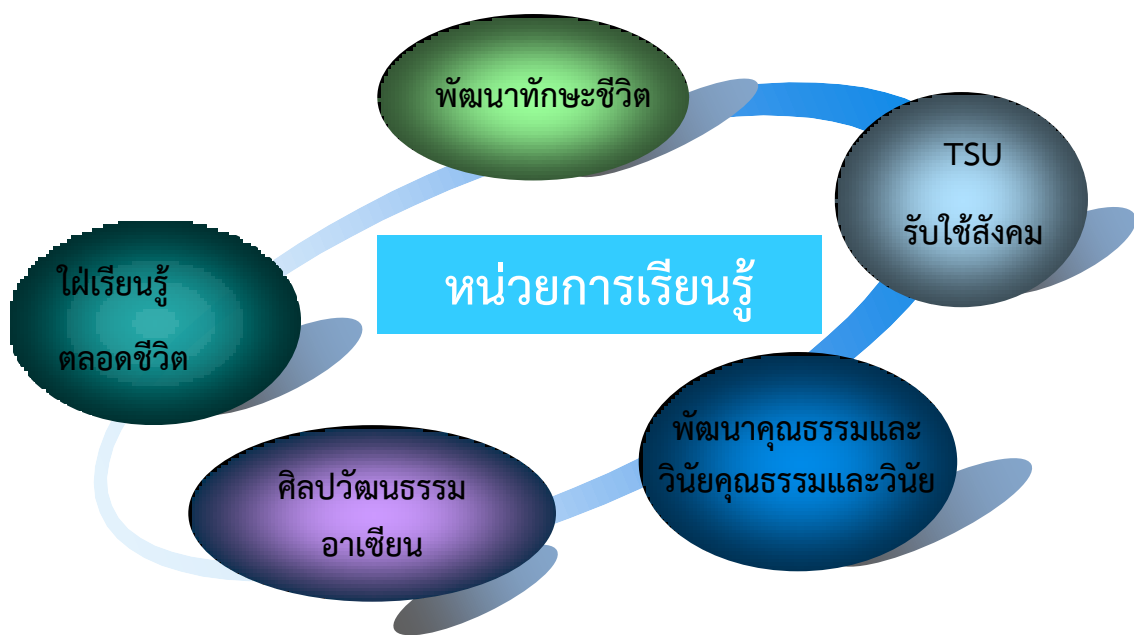 พัฒนาทักษะชีวิต
TSU
รับใช้สังคม
หน่วยการเรียนรู้
ใฝ่เรียนรู้
ตลอดชีวิต
พัฒนาคุณธรรมและ
วินัยคุณธรรมและวินัย
ศิลปวัฒนธรรม
อาเซียน